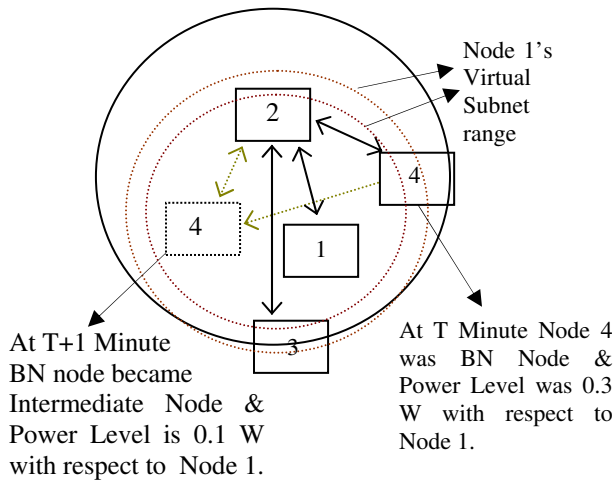 Node 1's
Virtual
Subnet
range
2
4
4
1
3
At T+1 Minute
BN node became
Intermediate Node &
Power Level is 0.1 W
with respect to Node 1.
At T Minute Node 4
was BN Node &
Power Level was 0.3
W with respect to
Node 1.